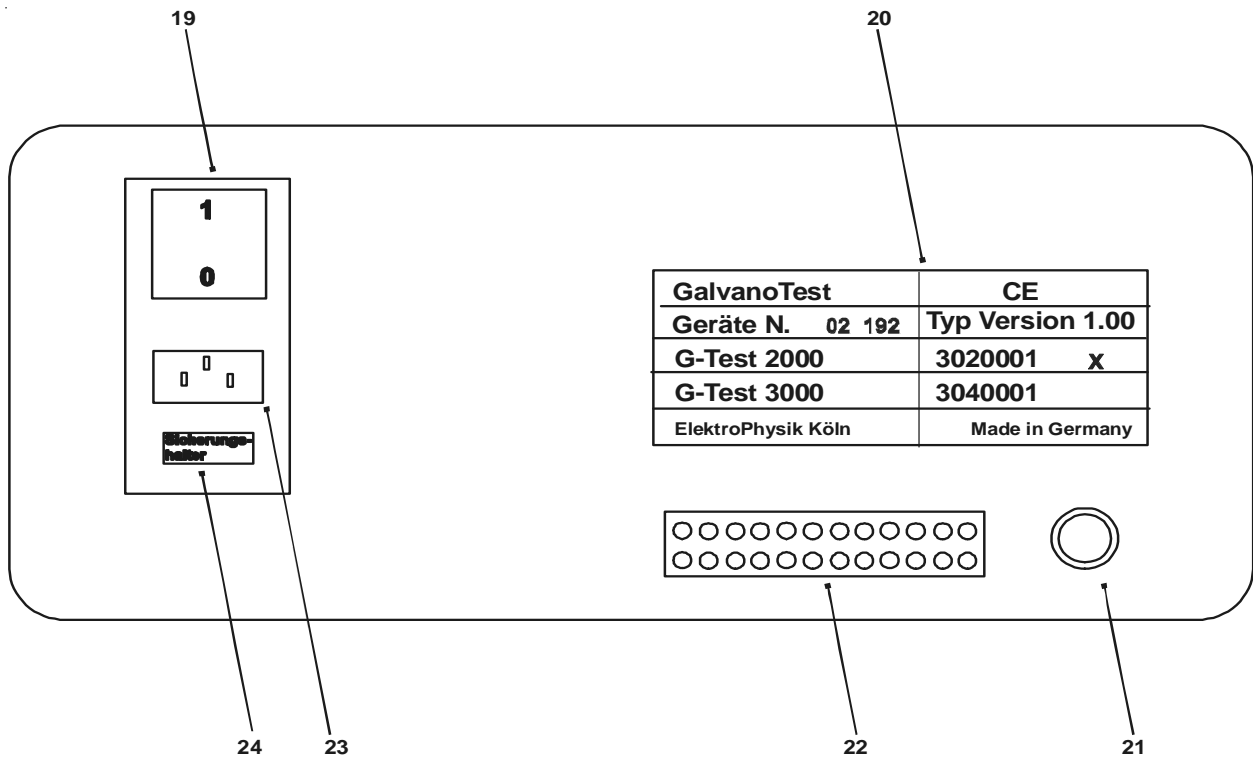 19 20
1
0
Sicherungs-
halter
GalvanoTest CE
Geräte N. 02 192 Typ Version 1.00
G-Test 2000 3020001 X
G-Test 3000 3040001
ElektroPhysik Köln Made in Germany
24 23 22 21